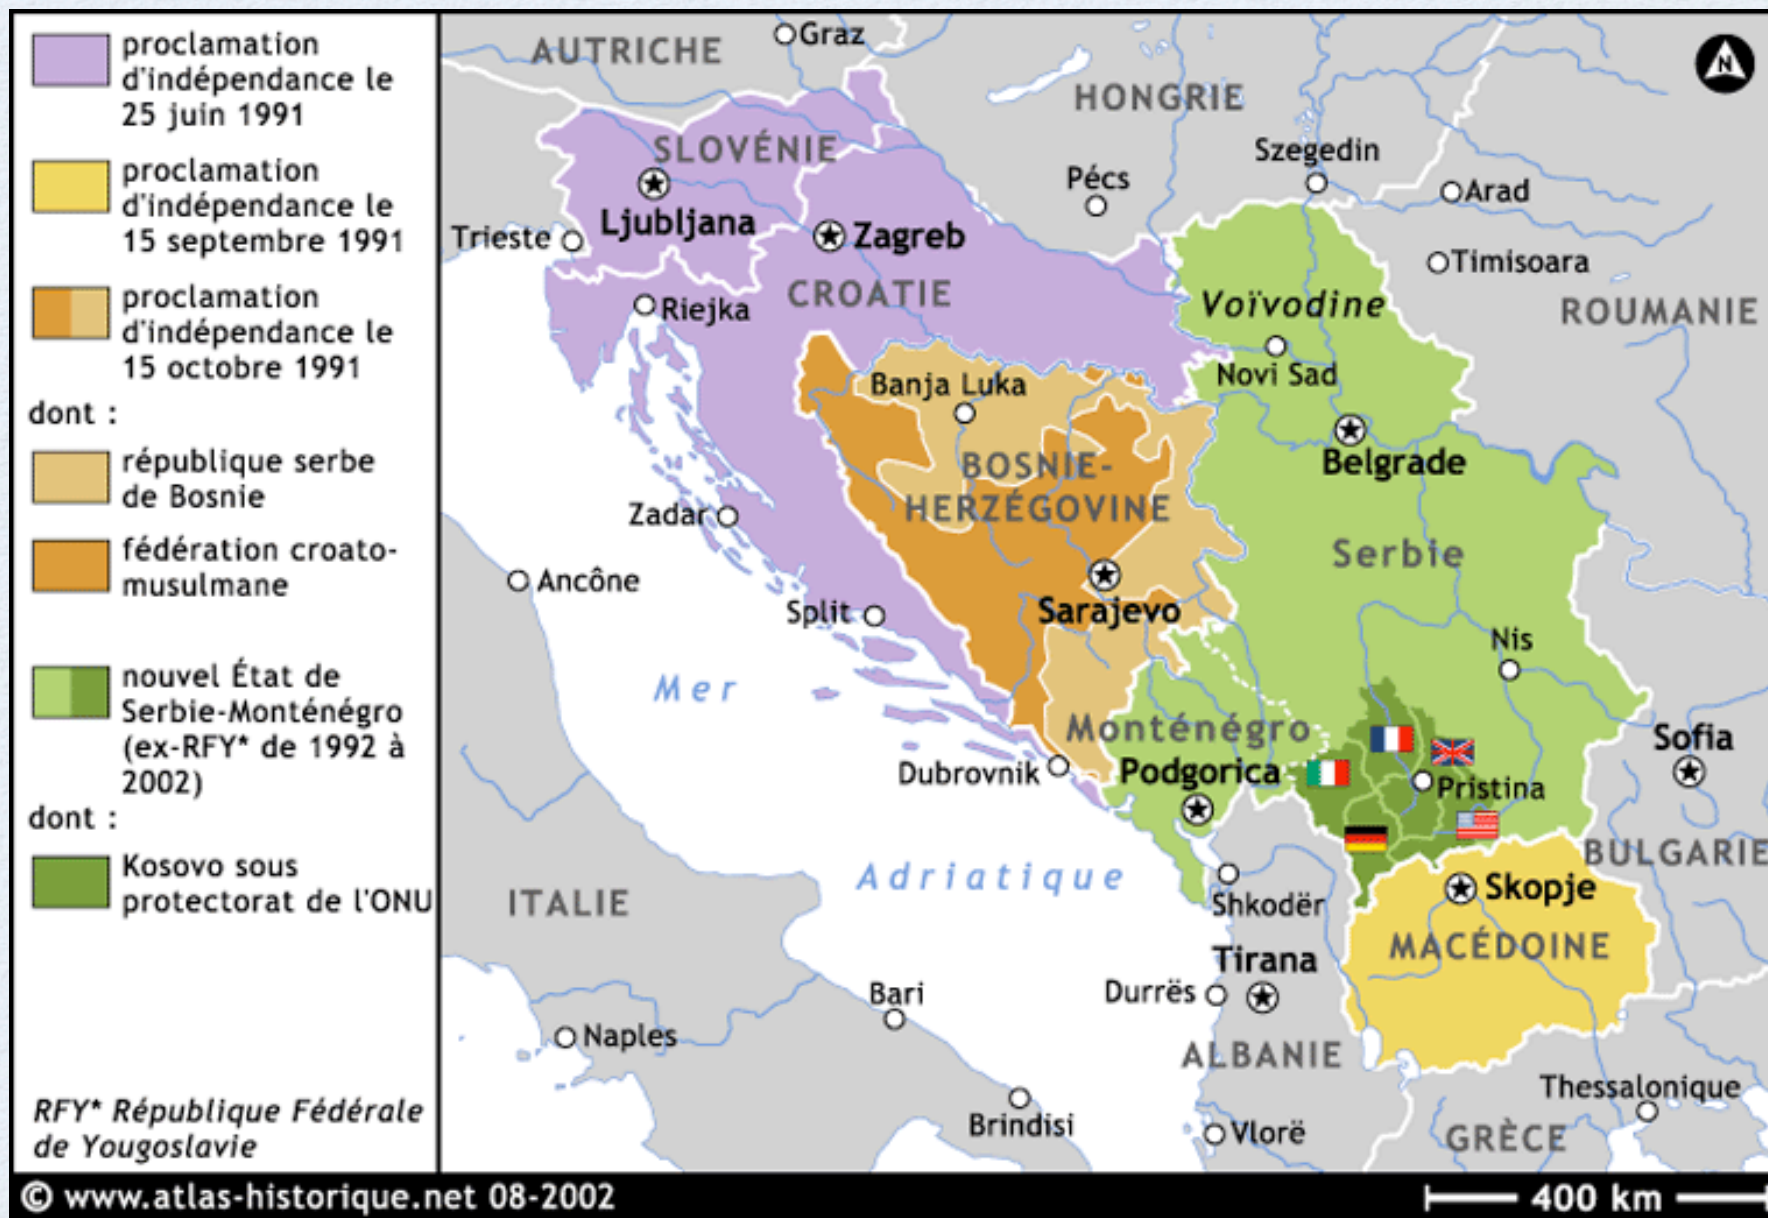 proclamation
d'indépendance le
25 juin 1991
proclamation
d'indépendance le
15 septembre 1991
proclamation
d'indépendance le
15 octobre 1991
dont :
république serbe
de Bosnie
fédération croato-
musulmane
nouvel État de
Serbie-Monténégro
(ex-RFY* de 1992 à
2002)
dont :
Kosovo sous
protectorat de l'ONU
RFY* République Fédérale
de Yougoslavie
AUTRICHE
Graz
HONGRIE
N
SLOVÉNIE
Szegedin
Pécs
Arad
Ljubljana
Trieste
Zagreb
Timisoara
CROATIE
Voïvodine
Riejka
ROUMANIE
Novi Sad
Banja Luka
Belgrade
BOSNIE-
HERZÉGOVINE
Zadar
Serbie
Ancône
Sarajevo
Split
Nis
Mer
Monténégro
Sofia
Dubrovnik
Podgorica
Pristina
BULGARIE
Adriatique
Skopje
ITALIE
Shkodër
MACÉDOINE
Tirana
Bari
Durrës
Naples
ALBANIE
Thessalonique
Brindisi
Vlorë
GRÈCE
© www.atlas-historique.net 08-2002
400 km